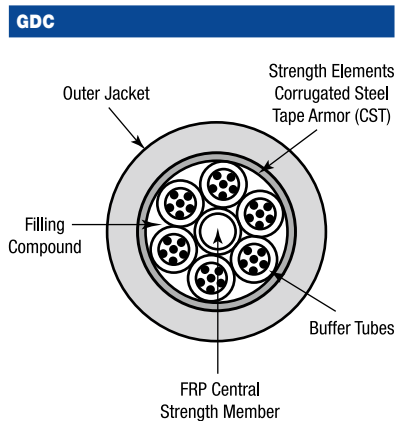 GDC
Strength Elements
Corrugated Steel
Tape Armor (CST)
Outer Jacket
Filling
Compound
Buffer Tubes
FRP Central
Strength Member